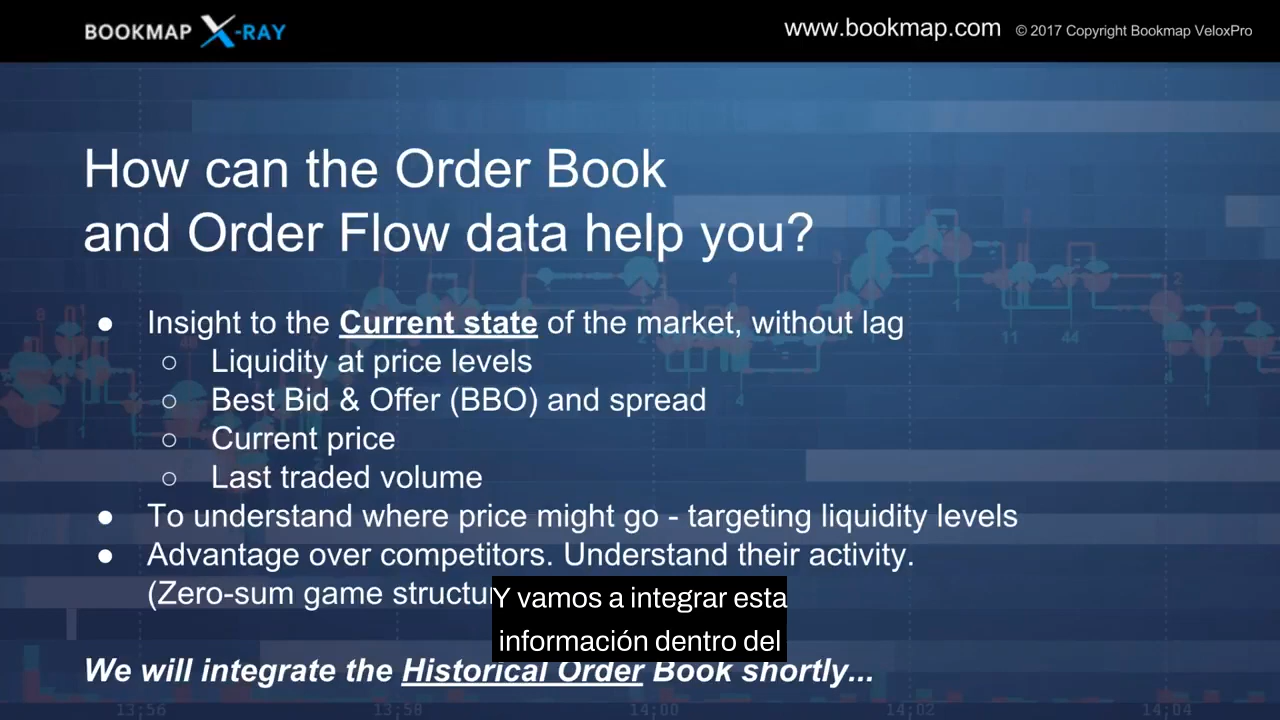 BOOKMAP X-RAY
www.bookmap.com © 2017 Copyright Bookmap VeloxPro
How can the Order Book
and Order Flow data help you?
● Insight to the Current state of the market, without lag
○ Liquidity at price levels
○ Best Bid & Offer (BBO) and spread
○ Current price
○ Last traded volume
● To understand where price might go - targeting liquidity levels
● Advantage over competitors. Understand their activity.
(Zero-sum game
Y vamos a integrar esta
información dentro del
We will integrate the Historical Order Book shortly...
13:56 13:58 14:00 14:02 14:04